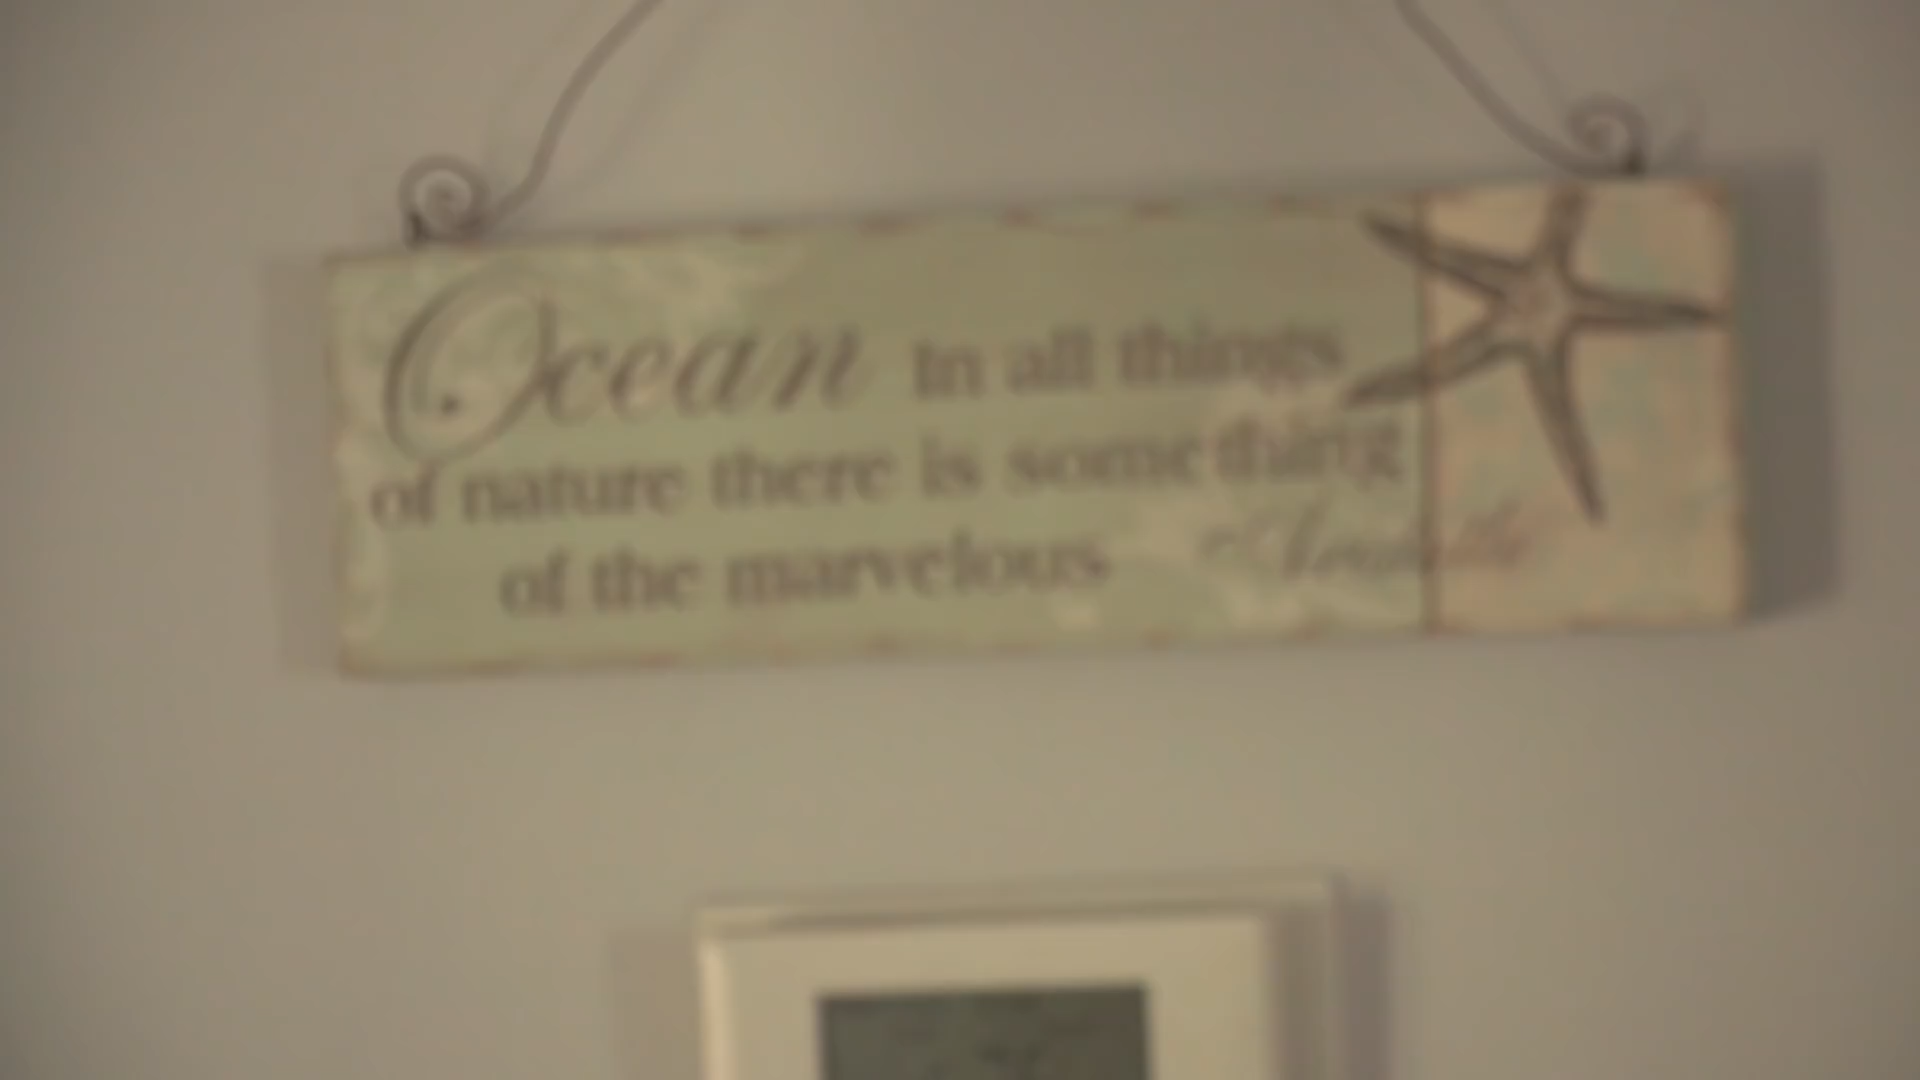 Ocean In all things
of nature there is something
of the marvelous